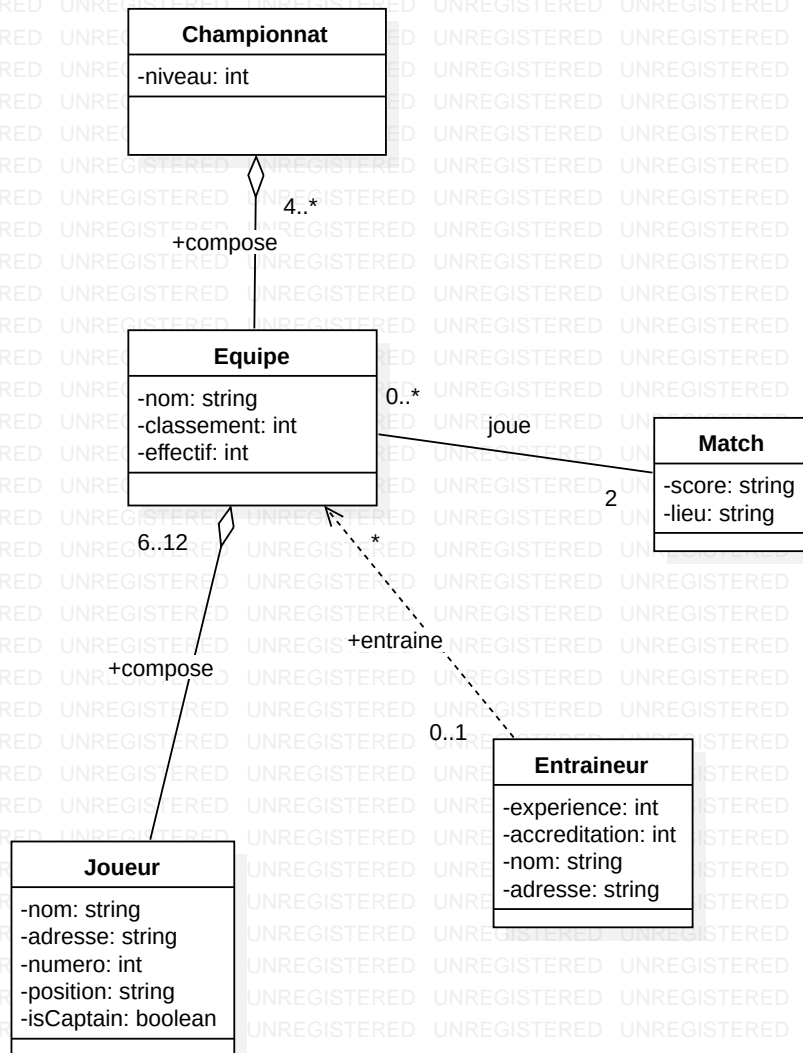 Championnat
-niveau: int
4..*
+compose
Equipe
-nom: string
-classement: int
-effectif: int
0..*
joue
2
Match
-score: string
-lieu: string
6..12
*
+entraine
0..1
+compose
Entraineur
-experience: int
-accreditation: int
-nom: string
-adresse: string
Joueur
-nom: string
-adresse: string
-numero: int
-position: string
-isCaptain: boolean
UNREGISTERED